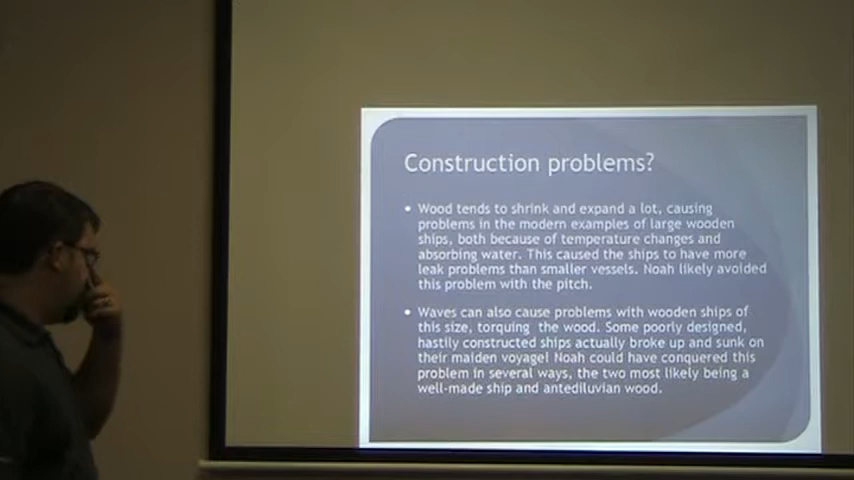 Construction problems?
• Wood tends to shrink and expand a lot, causing
problems in the modern examples of large wooden
ships, both because of temperature changes and
absorbing water. This caused the ships to have more
leak problems than smaller vessels. Noah likely avoided
this problem with the pitch.
• Waves can also cause problems with wooden ships of
this size, torquing the wood. Some poorly designed,
hastily constructed ships actually broke up and sunk on
their maiden voyage! Noah could have conquered this
problem in several ways, the two most likely being a
well-made ship and antediluvian wood.